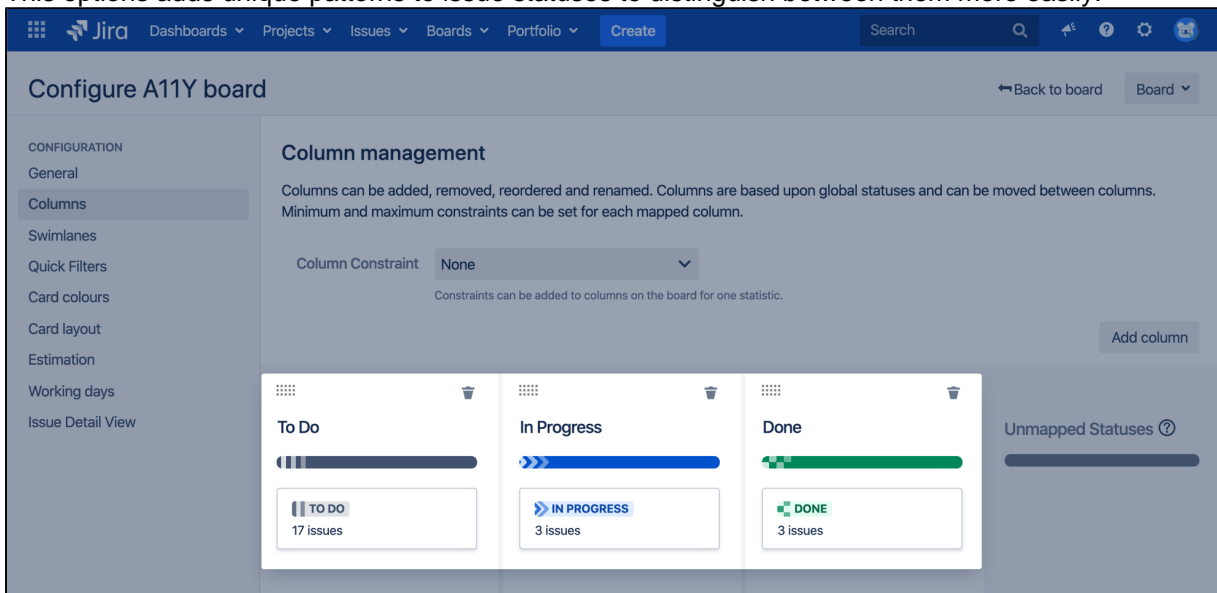 This options adds unique patterns to issue statuses to distinguish between them more easily.
Jira Dashboards Projects Issues Boards Portfolio Create Search
Configure A11Y board
Back to board Board
CONFIGURATION
General
Columns
Swimlanes
Quick Filters
Card colours
Card layout
Estimation
Working days
Issue Detail View
Column management
Columns can be added, removed, reordered and renamed. Columns are based upon global statuses and can be moved between columns.
Minimum and maximum constraints can be set for each mapped column.
Column Constraint None
Constraints can be added to columns on the board for one statistic.
Add column
To Do
TO DO
17 issues
In Progress
IN PROGRESS
3 issues
Done
DONE
3 issues
Unmapped Statuses